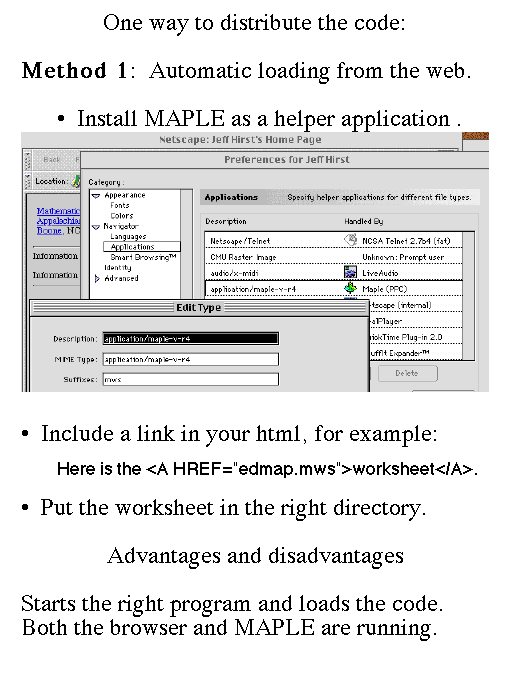 One way to distribute the code:
Method 1: Automatic loading from the web.
• Install MAPLE as a helper application .
Netscape: Jeff Hirst's Home Page
Back
Preferences for Jeff Hirst
Location:
Category:
Appearance
Fonts
Colors
Navigator
Languages
Applications
Smart Browsing™
Identity
Advanced
Mathematic
Appalachian
Boone, NC
Information
Information
Applications Specify helper applications for different file types.
Description Handled By
Netscape/Telnet NCSA Telnet 2.7b4 (fat)
CMU Raster Image Unknown: Prompt user
audio/x-midi LiveAudio
application/maple-v-r4 Maple (PPC)
tscape (internal)
alPlayer
uickTime Plug-in 2.0
uffIt Expander™
Delete
Edit Type
Description: application/maple-v-r4
MIME Type: application/maple-v-r4
Suffixes: mws
• Include a link in your html, for example:
Here is the <A HREF="edmap.mws">worksheet</A>.
• Put the worksheet in the right directory.
Advantages and disadvantages
Starts the right program and loads the code.
Both the browser and MAPLE are running.